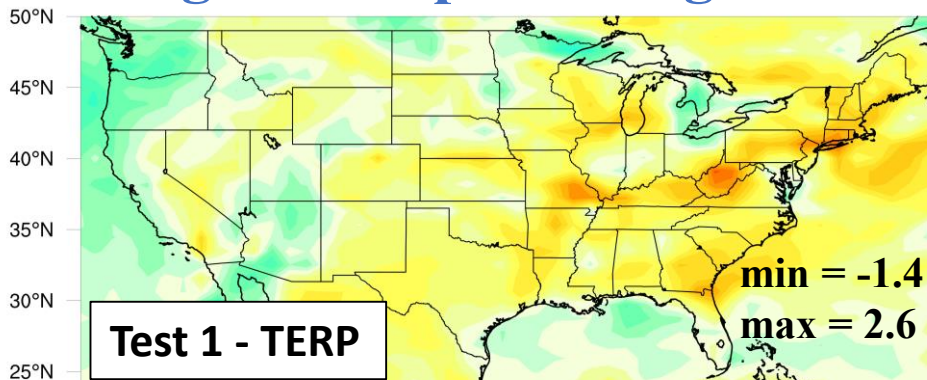 50°N
45°N
40°N
35°N
30°N
25°N
min = -1.4
max = 2.6
Test 1 - TERP